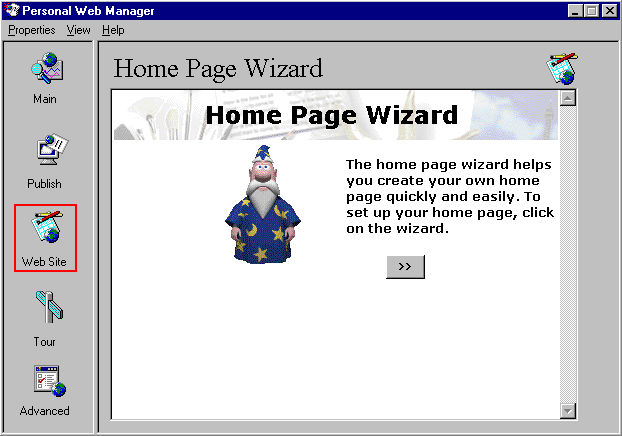 Personal Web Manager
Properties View Help
Main
Publish
Web Site
Tour
Advanced
Home Page Wizard
Home Page Wizard
The home page wizard helps
you create your own home
page quickly and easily. To
set up your home page, click
on the wizard.
>>